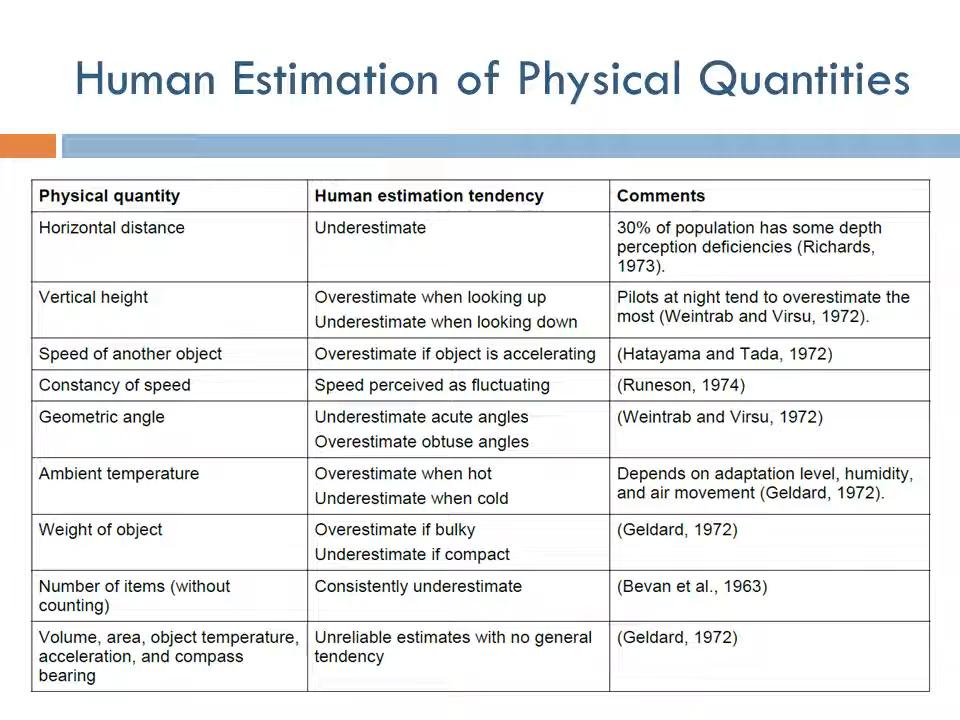 Human Estimation of Physical Quantities
Physical quantity
Human estimation tendency
Comments
Horizontal distance
Underestimate
30% of population has some depth
perception deficiencies (Richards,
1973).
Vertical height
Overestimate when looking up
Underestimate when looking down
Pilots at night tend to overestimate the
most (Weintrab and Virsu, 1972).
Speed of another object
Overestimate if object is accelerating
(Hatayama and Tada, 1972)
Constancy of speed
Speed perceived as fluctuating
(Runeson, 1974)
Geometric angle
Underestimate acute angles
Overestimate obtuse angles
(Weintrab and Virsu, 1972)
Ambient temperature
Overestimate when hot
Underestimate when cold
Depends on adaptation level, humidity,
and air movement (Geldard, 1972).
Weight of object
Overestimate if bulky
Underestimate if compact
(Geldard, 1972)
Number of items (without
counting)
Consistently underestimate
(Bevan et al., 1963)
Volume, area, object temperature,
acceleration, and compass
bearing
Unreliable estimates with no general
tendency
(Geldard, 1972)